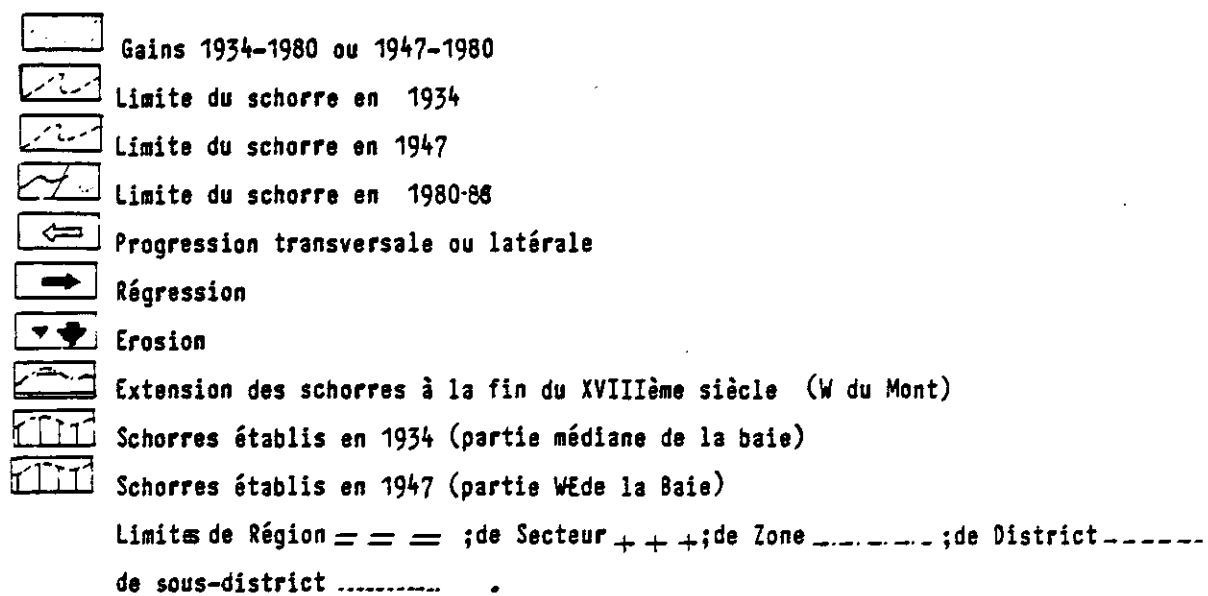 Gains 1934-1980 ou 1947-1980
Limite du schorre en 1934
Limite du schorre en 1947
Limite du schorre en 1980-88
Progression transversale ou latérale
Régression
Erosion
Extension des schorres à la fin du XVIIIème siècle (W du Mont)
Schorres établis en 1934 (partie médiane de la baie)
Schorres établis en 1947 (partie WE de la Baie)
Limites de Région = = = ;de Secteur + + +;de Zone _._._._ ;de District------
de sous-district .......... .